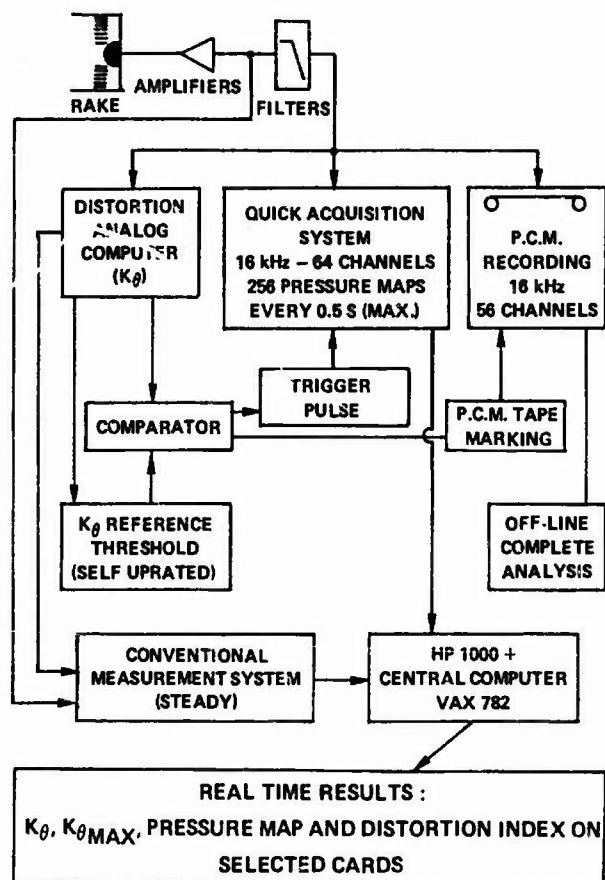 RAKE
AMPLIFIERS
FILTERS
DISTORTION
ANALOG
COMPUTER
(Kθ)
QUICK ACQUISITION
SYSTEM
16 kHz – 64 CHANNELS
256 PRESSURE MAPS
EVERY 0.5 S (MAX.)
P.C.M.
RECORDING
16 kHz
56 CHANNELS
TRIGGER
PULSE
COMPARATOR
P.C.M. TAPE
MARKING
Kθ REFERENCE
THRESHOLD
(SELF UPRATED)
OFF-LINE
COMPLETE
ANALYSIS
CONVENTIONAL
MEASUREMENT SYSTEM
(STEADY)
HP 1000 +
CENTRAL COMPUTER
VAX 782
REAL TIME RESULTS :
Kθ, KθMAX, PRESSURE MAP AND DISTORTION INDEX ON
SELECTED CARDS